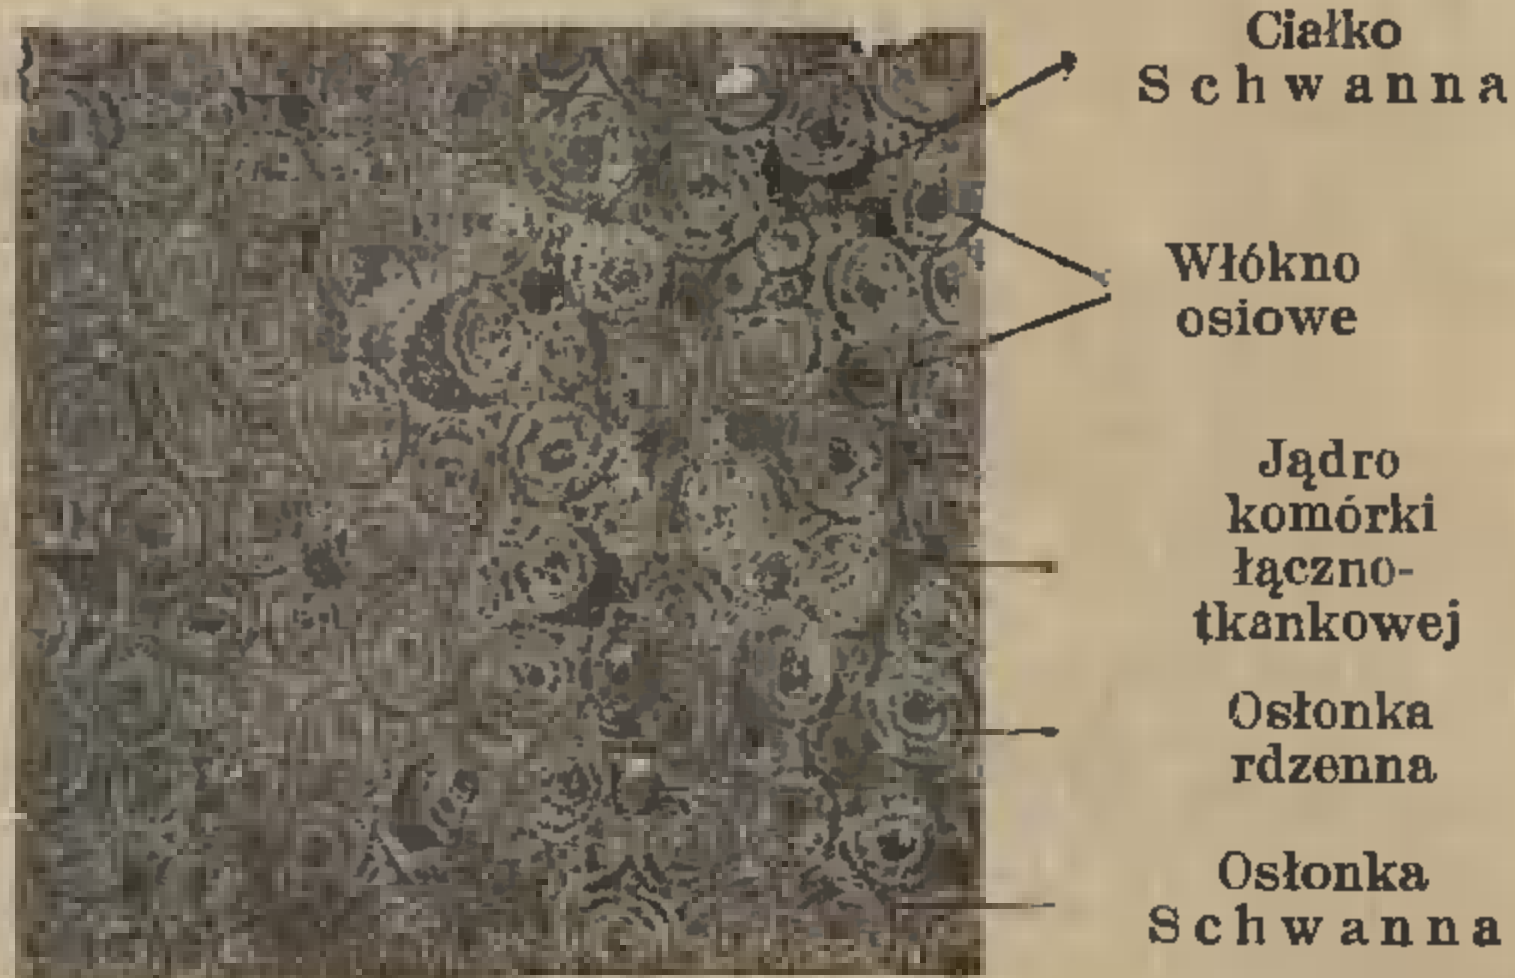 Ciałko
Schwanna
Włókno
osiowe
Jądro
komórki
łączno-
tkankowej
Osłonka
rdzenna
Osłonka
Schwanna